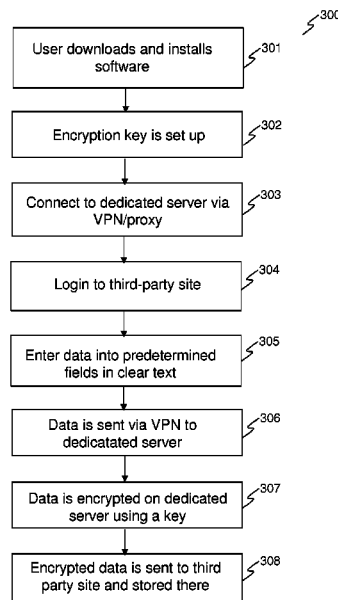 300
User downloads and installs
software
301
Encryption key is set up
302
Connect to dedicated server via
VPN/proxy
303
Login to third-party site
304
Enter data into predetermined
fields in clear text
305
Data is sent via VPN to
dedicatated server
306
Data is encrypted on dedicated
server using a key
307
Encrypted data is sent to third
party site and stored there
308